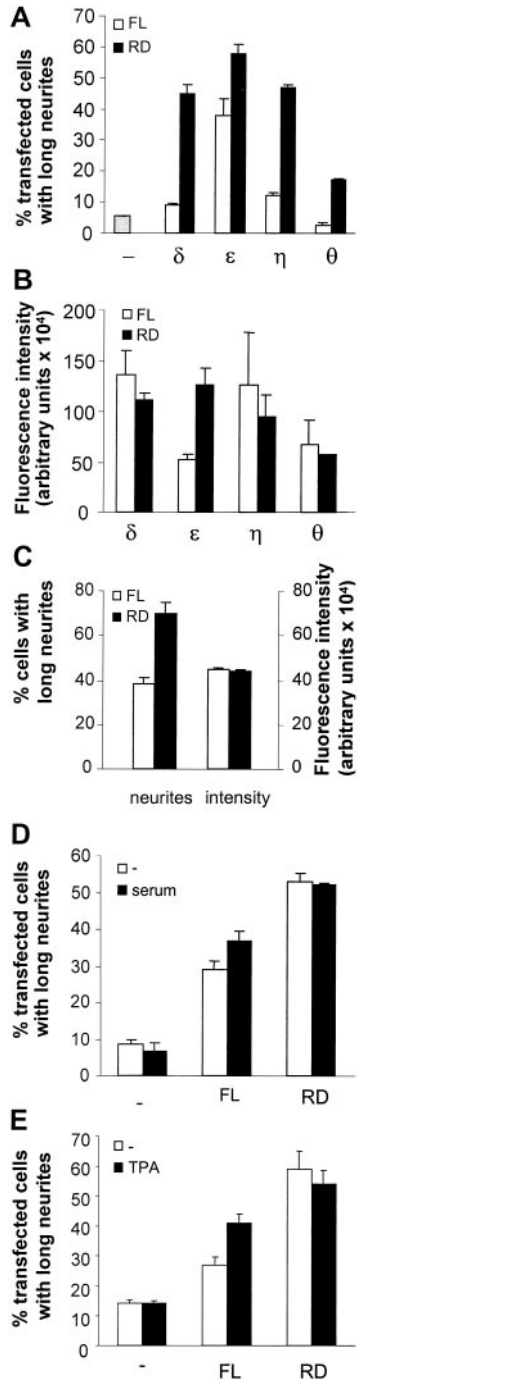 A
% transfected cells
with long neurites
70
60
50
40
30
20
10
0
FL
RD
– δ ε η θ
B
Fluorescence intensity
(arbitrary units x 10⁴)
200
150
100
50
0
FL
RD
δ ε η θ
C
% cells with
long neurites
80
60
40
20
0
FL
RD
80
60
40
20
0
Fluorescence intensity
(arbitrary units x 10⁴)
neurites intensity
D
% transfected cells
with long neurites
60
50
40
30
20
10
0
-
serum
- FL RD
E
% transfected cells
with long neurites
70
60
50
40
30
20
10
0
-
TPA
- FL RD